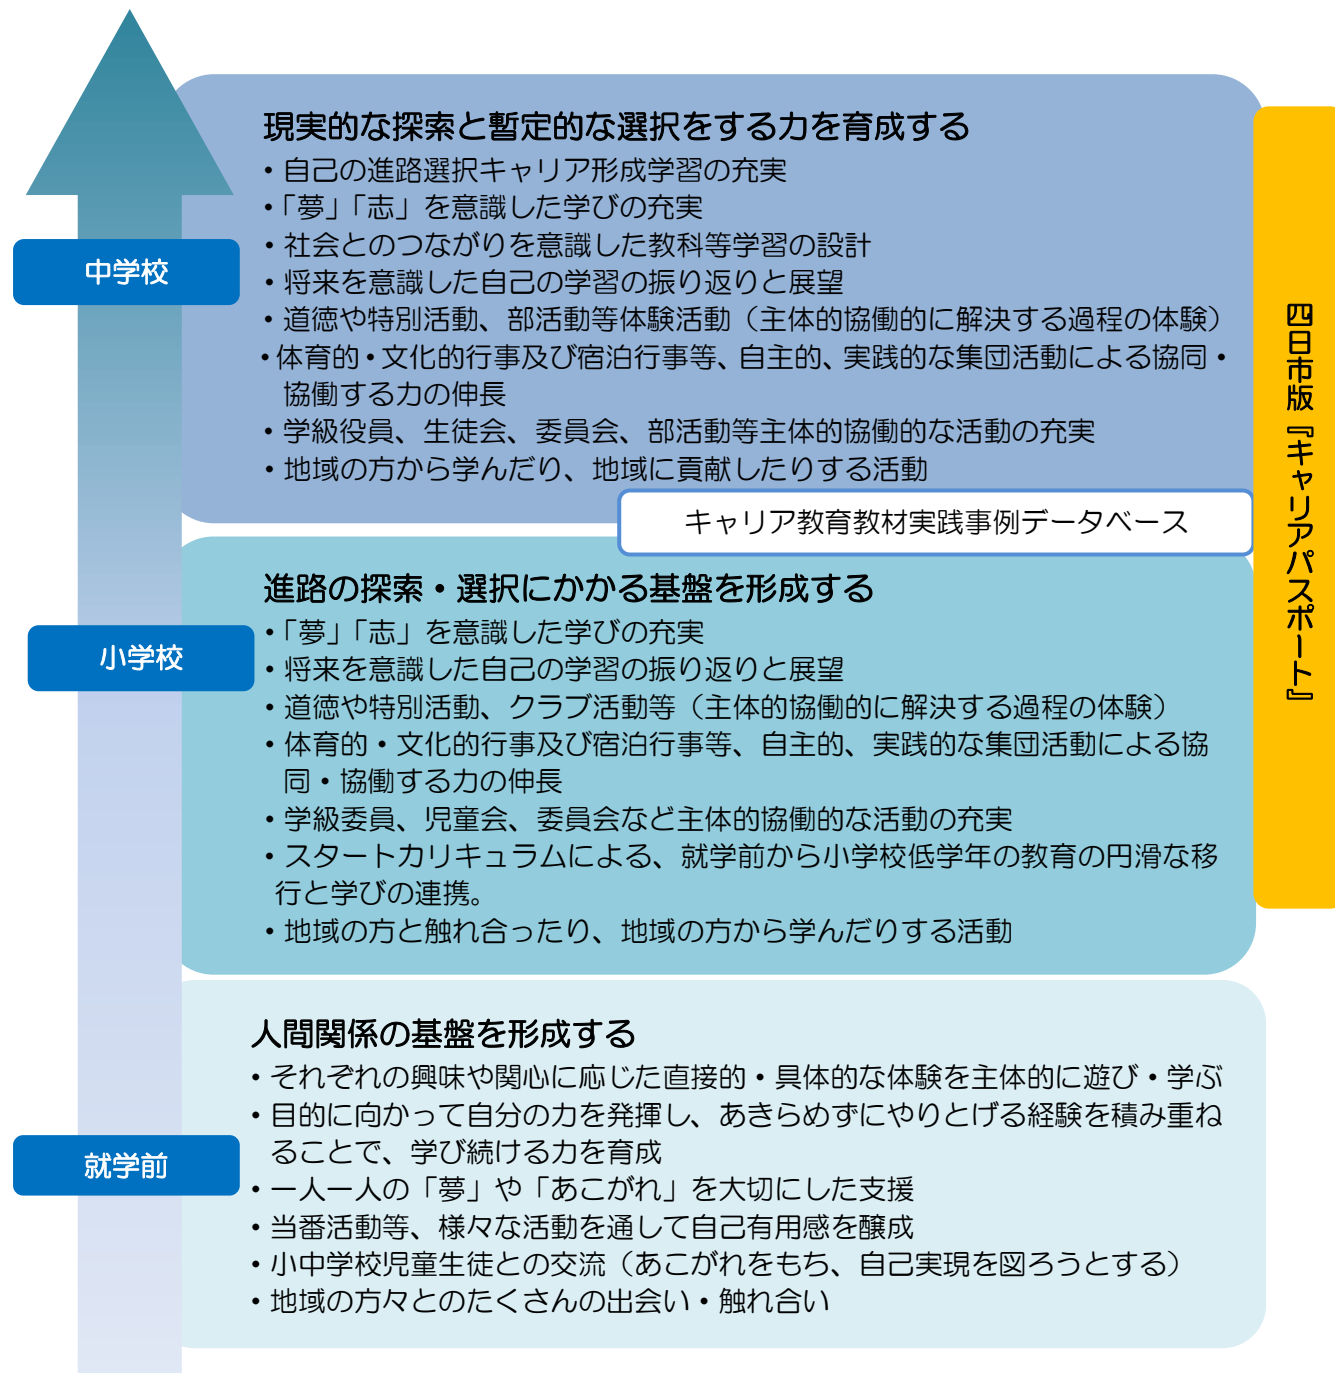 現実的な探索と暫定的な選択をする力を育成する
・自己の進路選択キャリア形成学習の充実
・「夢」「志」を意識した学びの充実
・社会とのつながりを意識した教科等学習の設計
・将来を意識した自己の学習の振り返りと展望
・道徳や特別活動、部活動等体験活動（主体的協働的に解決する過程の体験）
・体育的・文化的行事及び宿泊行事等、自主的、実践的な集団活動による協同・
協働する力の伸長
・学級役員、生徒会、委員会、部活動等主体的協働的な活動の充実
・地域の方から学んだり、地域に貢献したりする活動
中学校
キャリア教育教材実践事例データベース
四日市版『キャリアパスポート』
進路の探索・選択にかかる基盤を形成する
・「夢」「志」を意識した学びの充実
・将来を意識した自己の学習の振り返りと展望
・道徳や特別活動、クラブ活動等（主体的協働的に解決する過程の体験）
・体育的・文化的行事及び宿泊行事等、自主的、実践的な集団活動による協
同・協働する力の伸長
・学級委員、児童会、委員会など主体的協働的な活動の充実
・スタートカリキュラムによる、就学前から小学校低学年の教育の円滑な移
行と学びの連携。
・地域の方と触れ合ったり、地域の方から学んだりする活動
小学校
人間関係の基盤を形成する
・それぞれの興味や関心に応じた直接的・具体的な体験を主体的に遊び・学ぶ
・目的に向かって自分の力を発揮し、あきらめずにやりとげる経験を積み重ね
ることで、学び続ける力を育成
・一人一人の「夢」や「あこがれ」を大切にした支援
・当番活動等、様々な活動を通して自己有用感を醸成
・小中学校児童生徒との交流（あこがれをもち、自己実現を図ろうとする）
・地域の方々とのたくさんの出会い・触れ合い
就学前